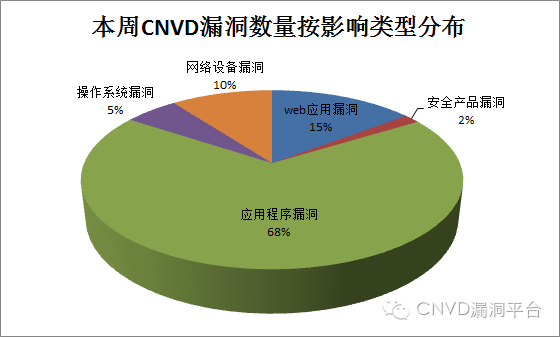 本周CNVD漏洞数量按影响类型分布
网络设备漏洞
10%
操作系统漏洞
5%
web应用漏洞
15%
安全产品漏洞
2%
应用程序漏洞
68%
CNVD漏洞平台